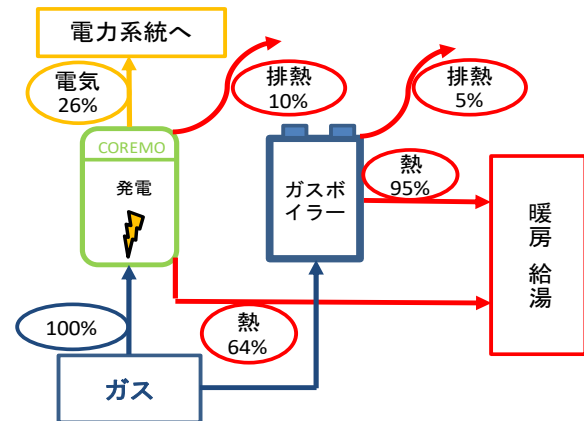 電力系統へ
電気
26%
排熱
10%
排熱
5%
COREMO
発電
ガスボ
イラー
熱
95%
暖房 給湯
100%
熱
64%
ガス